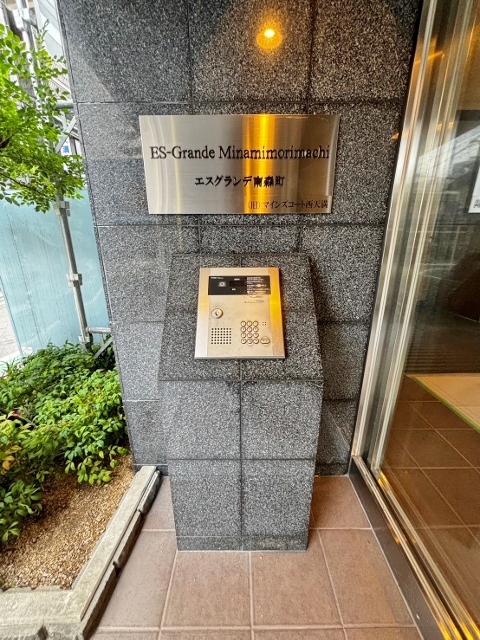 ES-Grande Minamimorimachi
エスグランデ南森町
(旧)マインズコート西天満